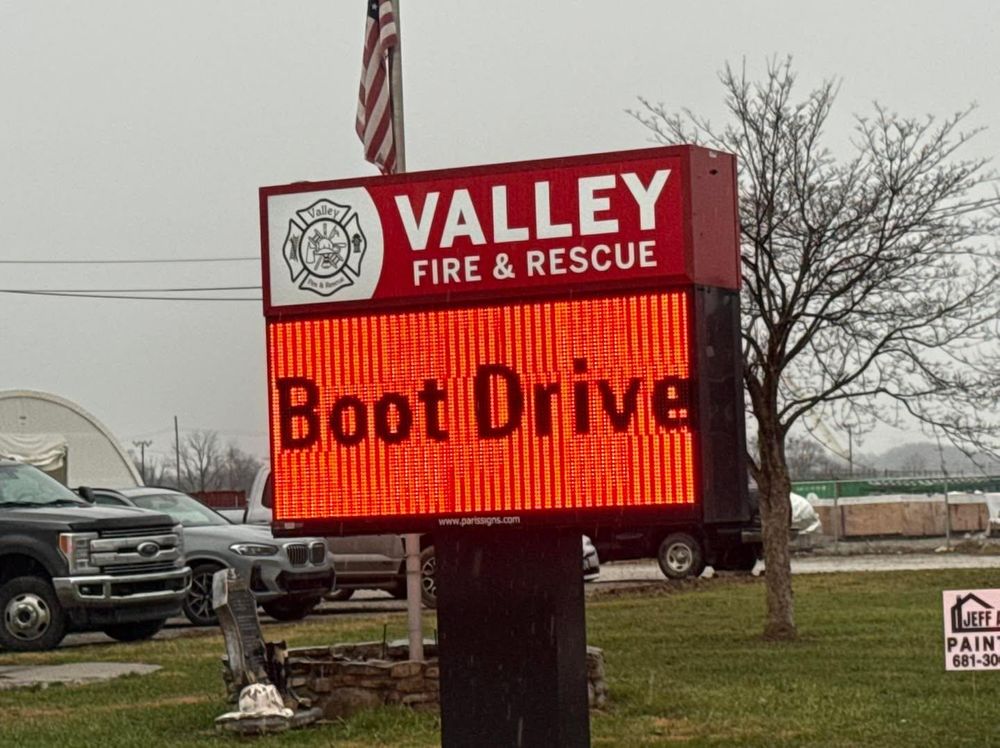 Valley
Fire & Rescue
VALLEY
FIRE & RESCUE
Boot Drive
www.parissigns.com
JEFF A
PAINT
681-30